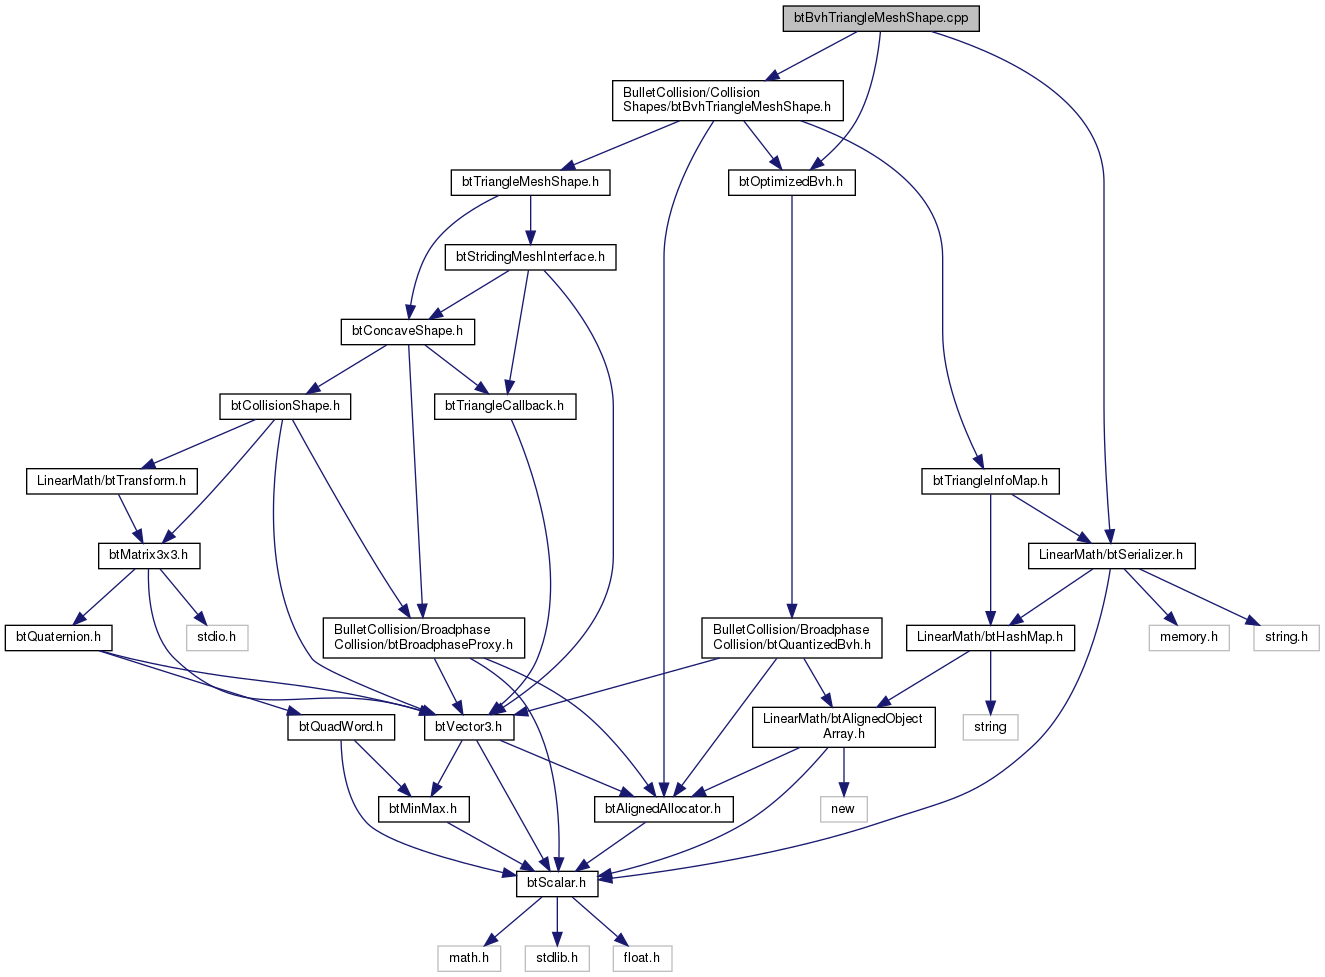 btBvhTriangleMeshShape.cpp
BulletCollision/Collision
Shapes/btBvhTriangleMeshShape.h
btTriangleMeshShape.h
btOptimizedBvh.h
btStridingMeshInterface.h
btConcaveShape.h
btCollisionShape.h
btTriangleCallback.h
LinearMath/btTransform.h
btTriangleInfoMap.h
btMatrix3x3.h
LinearMath/btSerializer.h
btQuaternion.h
stdio.h
BulletCollision/Broadphase
Collision/btBroadphaseProxy.h
BulletCollision/Broadphase
Collision/btQuantizedBvh.h
LinearMath/btHashMap.h
memory.h
string.h
btQuadWord.h
btVector3.h
LinearMath/btAlignedObject
Array.h
string
btMinMax.h
btAlignedAllocator.h
new
btScalar.h
math.h
stdlib.h
float.h